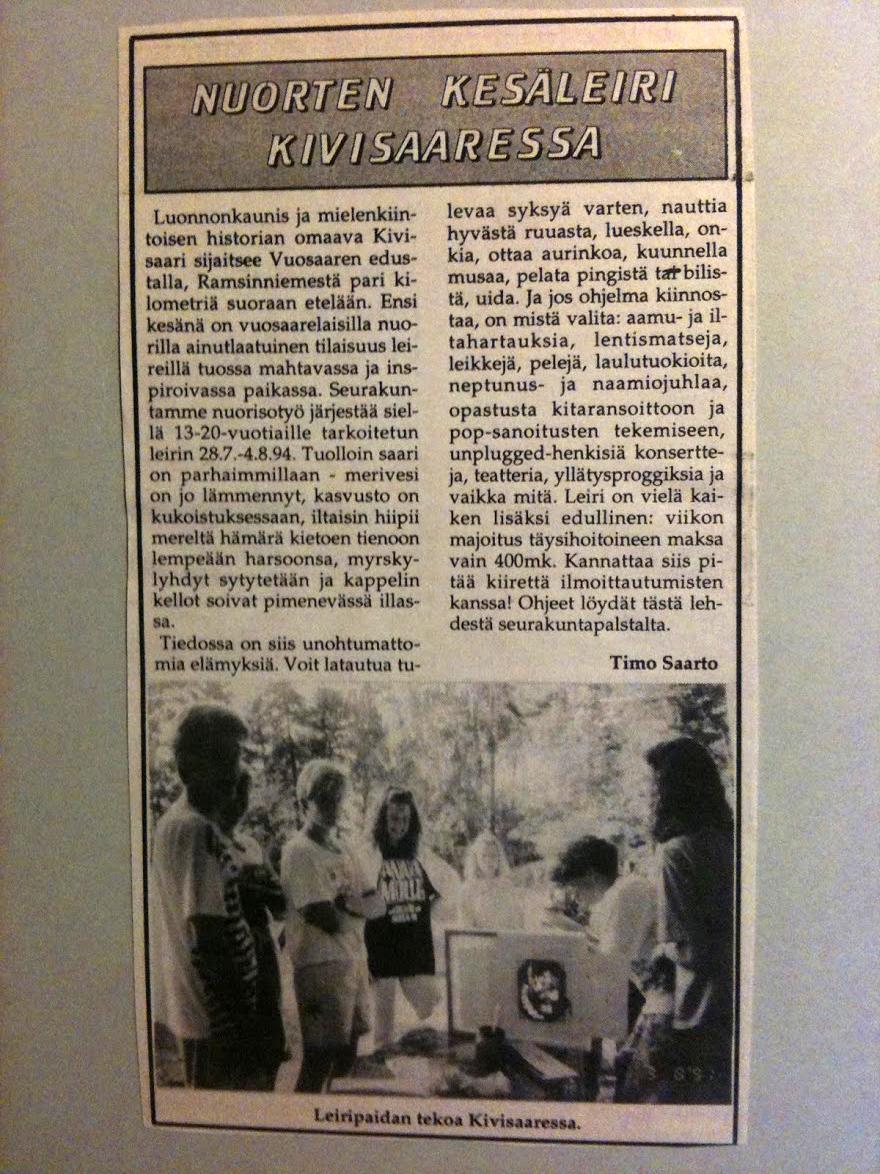 NUORTEN KESÄLEIRI
KIVISAARESSA
Luonnonkaunis ja mielenkiin-
toisen historian omaava Kivi-
saari sijaitsee Vuosaaren edus-
talla, Ramsinniemestä pari ki-
lometriä suoraan etelään. Ensi
kesänä on vuosaarelaisilla nuo-
rilla ainutlaatuinen tilaisuus lei-
reillä tuossa mahtavassa ja ins-
piroivassa paikassa. Seurakun-
tamme nuorisotyö järjestää siel-
lä 13-20-vuotiaille tarkoitetun
leirin 28.7.-4.8.94. Tuolloin saari
on parhaimmillaan - merivesi
on jo lämmennyt, kasvusto on
kukoistuksessaan, iltaisin hiipii
mereltä hämärä kietoen tienoon
lempeään harsoonsa, myrsky-
lyhdyt sytytetään ja kappelin
kellot soivat pimenevässä illas-
sa.
Tiedossa on siis unohtumatto-
mia elämyksiä. Voit latautua tu-
levaa syksyä varten, nauttia
hyvästä ruuasta, lueskella, on-
kia, ottaa aurinkoa, kuunnella
musaa, pelata pingistä tai bilis-
tä, uida. Ja jos ohjelma kiinnos-
taa, on mistä valita: aamu- ja il-
tahartauksia, lentismatseja,
leikkejä, pelejä, laulutuokioita,
neptunus- ja naamiojuhlaa,
opastusta kitaransoittoon ja
pop-sanoitusten tekemiseen,
unplugged-henkisiä konsertte-
ja, teatteria, yllätysproggiksia ja
vaikka mitä. Leiri on vielä kai-
ken lisäksi edullinen: viikon
majoitus täysihoitoineen maksa
vain 400mk. Kannattaa siis pi-
tää kiirettä ilmoittautumisten
kanssa! Ohjeet löydät tästä leh-
destä seurakuntapalstalta.
Timo Saarto
Leiripaidan tekoa Kivisaaressa.